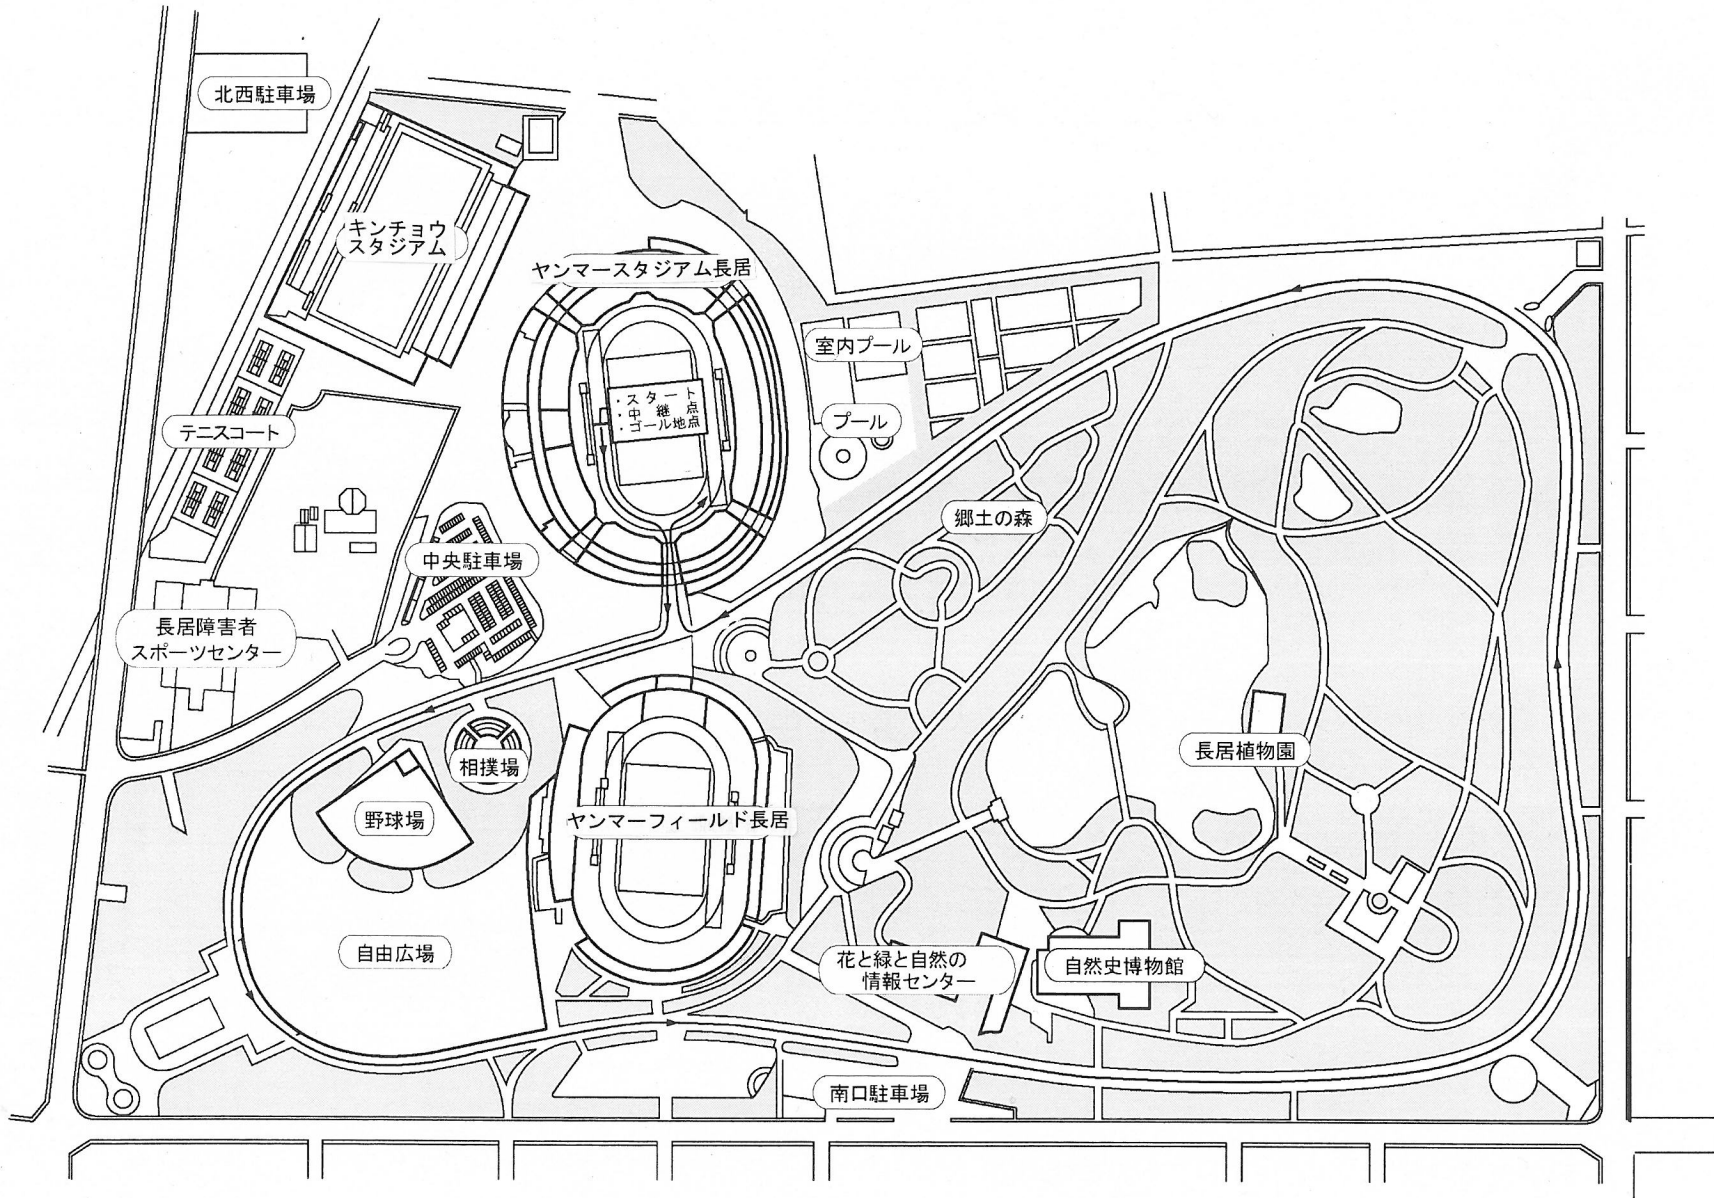 北西駐車場
キンチョウ
スタジアム
ヤンマースタジアム長居
室内プール
・スタート
・中継点
・ゴール地点
プール
テニスコート
郷土の森
中央駐車場
長居障害者
スポーツセンター
長居植物園
相撲場
野球場
ヤンマーフィールド長居
自由広場
花と緑と自然の
情報センター
自然史博物館
南口駐車場